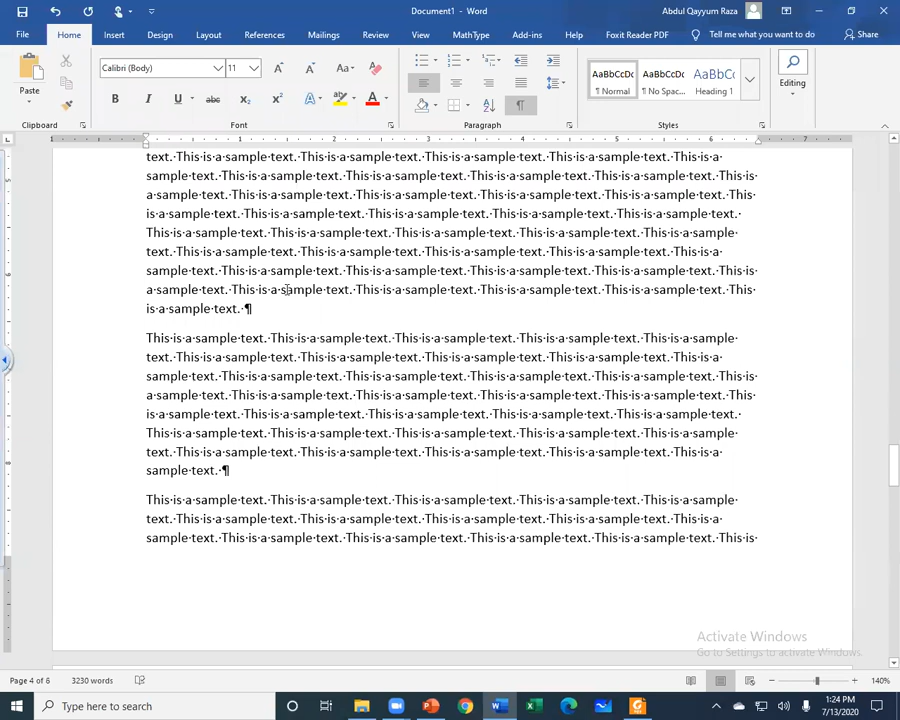 Document1 - Word
Abdul Qayyum Raza
File Home Insert Design Layout References Mailings Review View MathType Add-ins Help Foxit Reader PDF Tell me what you want to do Share
Paste
Calibri (Body) 11
AaBbCcDc AaBbCcDc AaBbCc
¶ Normal ¶ No Spac... Heading 1
Editing
Clipboard Font Paragraph Styles
text.·This·is·a·sample·text.·This·is·a·sample·text.·This·is·a·sample·text.·This·is·a·sample·text.·This·is·a·
sample·text.·This·is·a·sample·text.·This·is·a·sample·text.·This·is·a·sample·text.·This·is·a·sample·text.·This·is·
a·sample·text.·This·is·a·sample·text.·This·is·a·sample·text.·This·is·a·sample·text.·This·is·a·sample·text.·This·
is·a·sample·text.·This·is·a·sample·text.·This·is·a·sample·text.·This·is·a·sample·text.·This·is·a·sample·text.·
This·is·a·sample·text.·This·is·a·sample·text.·This·is·a·sample·text.·This·is·a·sample·text.·This·is·a·sample·
text.·This·is·a·sample·text.·This·is·a·sample·text.·This·is·a·sample·text.·This·is·a·sample·text.·This·is·a·
sample·text.·This·is·a·sample·text.·This·is·a·sample·text.·This·is·a·sample·text.·This·is·a·sample·text.·This·is·
a·sample·text.·This·is·a·sample·text.·This·is·a·sample·text.·This·is·a·sample·text.·This·is·a·sample·text.·This·
is·a·sample·text.·¶
This·is·a·sample·text.·This·is·a·sample·text.·This·is·a·sample·text.·This·is·a·sample·text.·This·is·a·sample·
text.·This·is·a·sample·text.·This·is·a·sample·text.·This·is·a·sample·text.·This·is·a·sample·text.·This·is·a·
sample·text.·This·is·a·sample·text.·This·is·a·sample·text.·This·is·a·sample·text.·This·is·a·sample·text.·This·is·
a·sample·text.·This·is·a·sample·text.·This·is·a·sample·text.·This·is·a·sample·text.·This·is·a·sample·text.·This·
is·a·sample·text.·This·is·a·sample·text.·This·is·a·sample·text.·This·is·a·sample·text.·This·is·a·sample·text.·
This·is·a·sample·text.·This·is·a·sample·text.·This·is·a·sample·text.·This·is·a·sample·text.·This·is·a·sample·
text.·This·is·a·sample·text.·This·is·a·sample·text.·This·is·a·sample·text.·This·is·a·sample·text.·This·is·a·
sample·text.·¶
This·is·a·sample·text.·This·is·a·sample·text.·This·is·a·sample·text.·This·is·a·sample·text.·This·is·a·sample·
text.·This·is·a·sample·text.·This·is·a·sample·text.·This·is·a·sample·text.·This·is·a·sample·text.·This·is·a·
sample·text.·This·is·a·sample·text.·This·is·a·sample·text.·This·is·a·sample·text.·This·is·a·sample·text.·This·is·
Activate Windows
Go to Settings to activate Windows.
Page 4 of 6 3230 words 140%
Type here to search
1:24 PM
7/13/2020